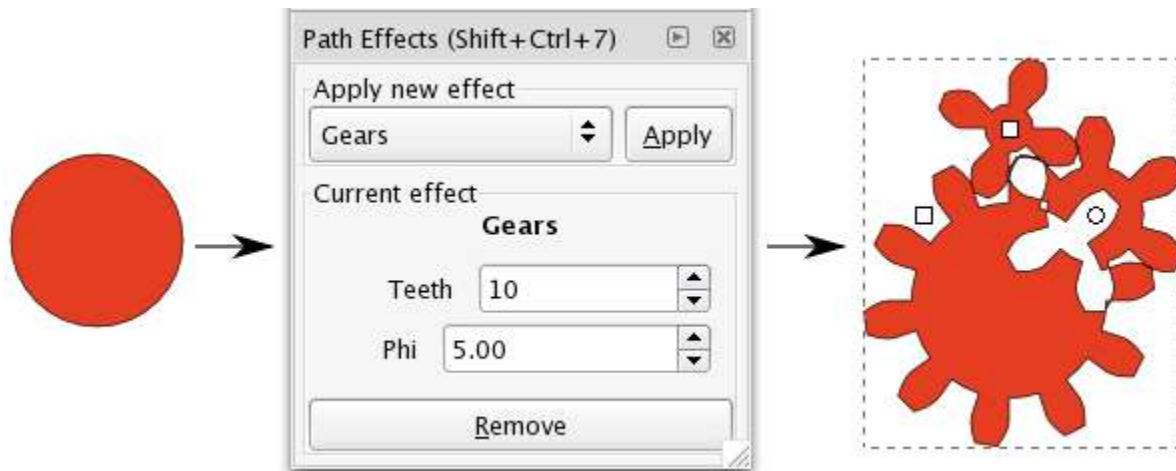 Path Effects (Shift+Ctrl+7)
Apply new effect
Gears
Apply
Current effect
Gears
Teeth 10
Phi 5.00
Remove